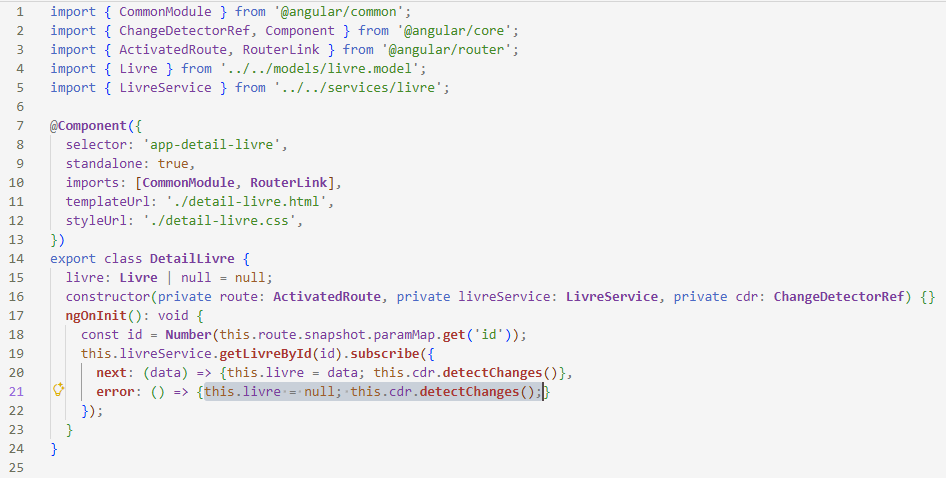 1 import { CommonModule } from '@angular/common';
2 import { ChangeDetectorRef, Component } from '@angular/core';
3 import { ActivatedRoute, RouterLink } from '@angular/router';
4 import { Livre } from '../../models/livre.model';
5 import { LivreService } from '../../services/livre';
6
7 @Component({
8   selector: 'app-detail-livre',
9   standalone: true,
10   imports: [CommonModule, RouterLink],
11   templateUrl: './detail-livre.html',
12   styleUrl: './detail-livre.css',
13 })
14 export class DetailLivre {
15   livre: Livre | null = null;
16   constructor(private route: ActivatedRoute, private livreService: LivreService, private cdr: ChangeDetectorRef) {}
17   ngOnInit(): void {
18     const id = Number(this.route.snapshot.paramMap.get('id'));
19     this.livreService.getLivreById(id).subscribe({
20       next: (data) => {this.livre = data; this.cdr.detectChanges()},
21       error: () => {this.livre = null; this.cdr.detectChanges();}
22     });
23   }
24 }
25